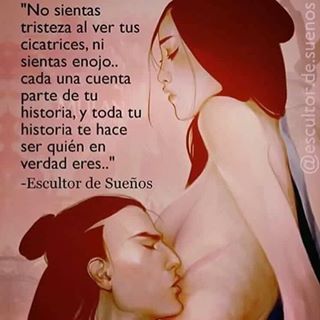 "No sientas
tristeza al ver tus
cicatrices, ni
sientas enojo..
cada una cuenta
parte de tu
historia, y toda tu
historia te hace
ser quién en
verdad eres.."
-Escultor de Sueños
@escultor.de.suenos